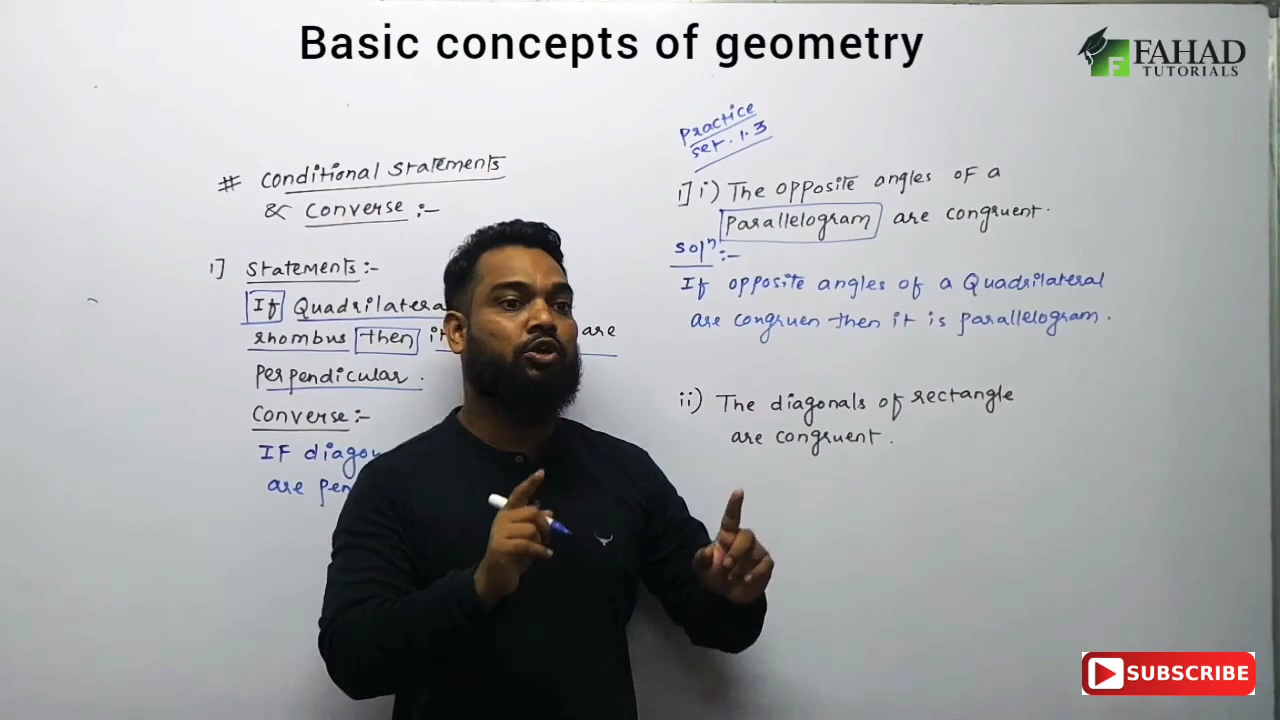 Basic concepts of geometry
FAHAD
TUTORIALS
# Conditional Statements
& Converse :-
1] Statements :-
If Quadrilatera
rhombus then it are
perpendicular.
Converse :-
IF diagon
are pen
Practice
set. 1.3
1] i) The opposite angles of a
parallelogram are congruent.
Solⁿ :-
If opposite angles of a Quadrilateral
are congruen then it is parallelogram.
ii) The diagonals of rectangle
are congruent.
SUBSCRIBE